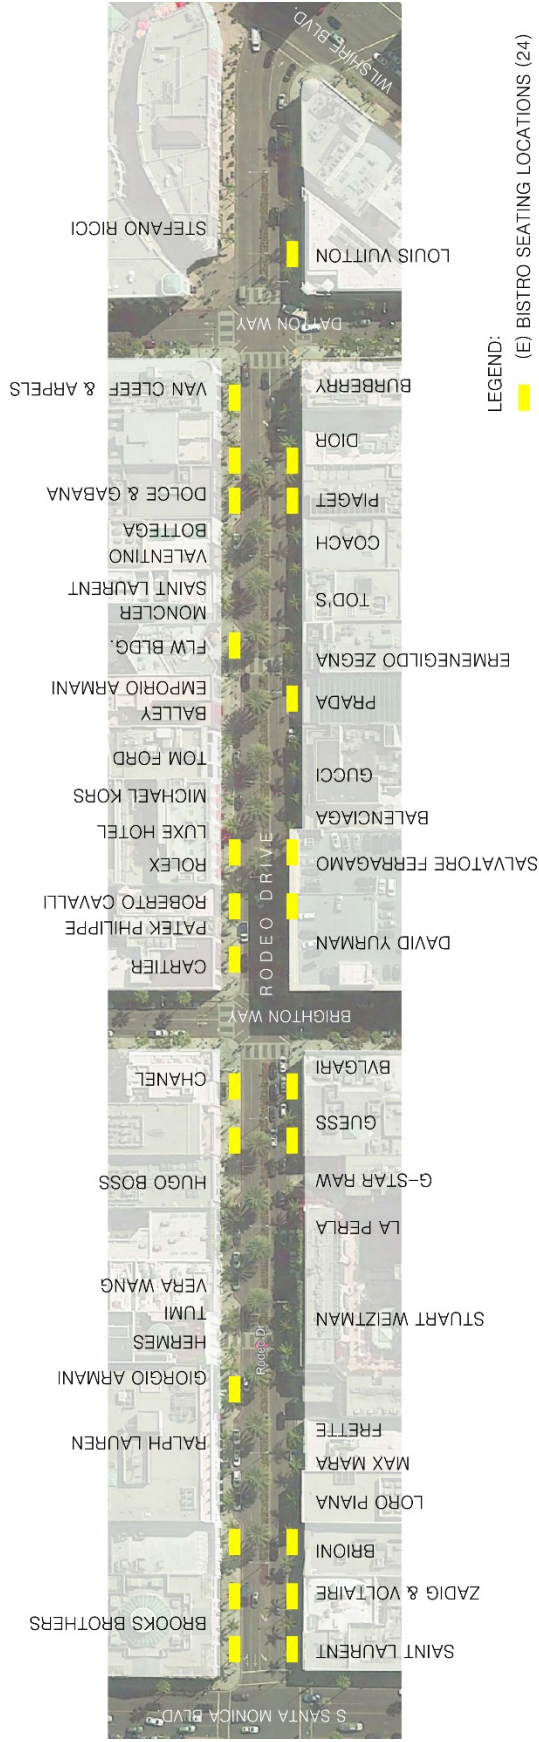 WILSHIRE BLVD.
STEFANO RICCI
LOUIS VUITTON
DAYTON WAY
VAN CLEEF & ARPELS
BURBERRY
DIOR
DOLCE & GABANA
PIAGET
BOTTEGA
VALENTINO
COACH
SAINT LAURENT
MONCLER
TOD'S
FLW BLDG.
ERMENEGILDO ZEGNA
EMPORIO ARMANI
BALLEY
PRADA
TOM FORD
GUCCI
MICHAEL KORS
BALENCIAGA
LUXE HOTEL
ROLEX
SALVATORE FERRAGAMO
ROBERTO CAVALLI
PATEK PHILIPPE
DAVID YURMAN
CARTIER
RODEO DRIVE
BRIGHTON WAY
CHANEL
BVLGARI
GUESS
HUGO BOSS
G-STAR RAW
LA PERLA
VERA WANG
TUMI
STUART WEIZTMAN
HERMES
Rodeo Dr
GIORGIO ARMANI
RALPH LAUREN
FRETTE
MAX MARA
LORO PIANA
BRIONI
ZADIG & VOLTAIRE
BROOKS BROTHERS
SAINT LAURENT
S SANTA MONICA BLVD.
LEGEND:
(E) BISTRO SEATING LOCATIONS (24)